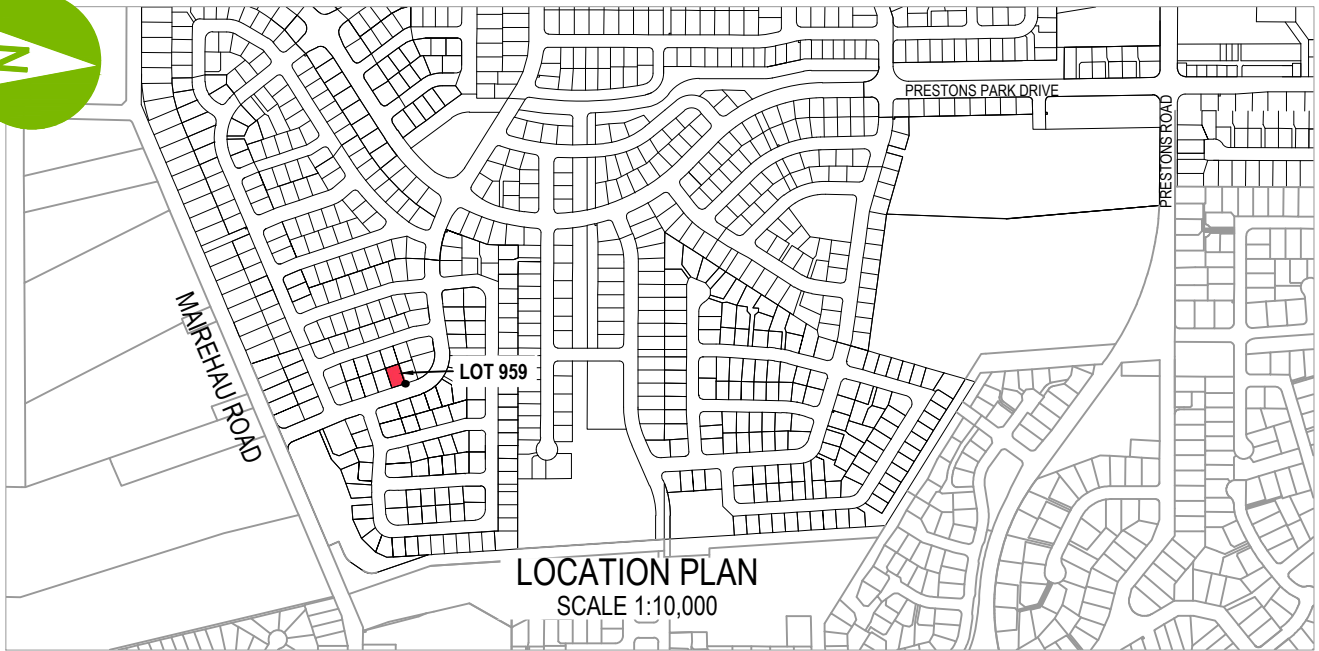 N
PRESTONS PARK DRIVE
PRESTONS ROAD
MAIREHAU ROAD
LOT 959
LOCATION PLAN
SCALE 1:10,000